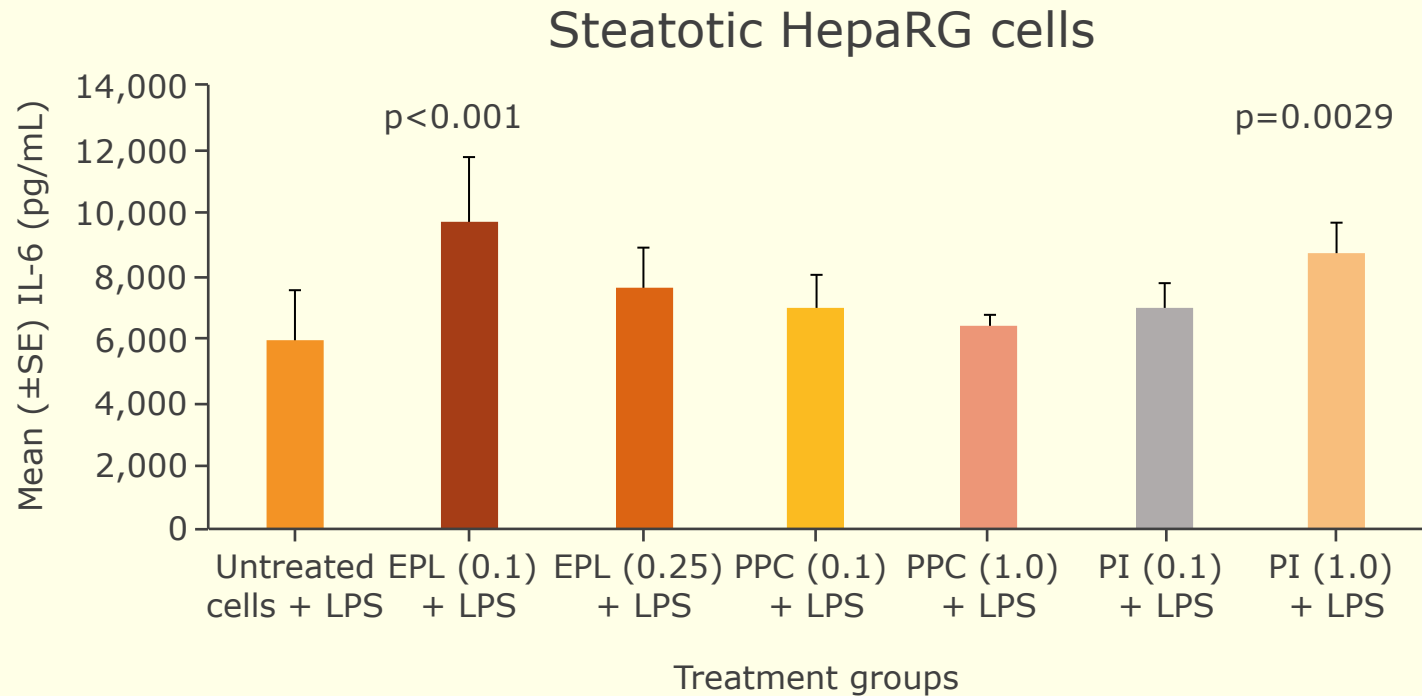 Steatotic HepaRG cells
Mean (±SE) IL-6 (pg/mL)
14,000
12,000
10,000
8,000
6,000
4,000
2,000
0
p<0.001
p=0.0029
Untreated
cells + LPS
EPL (0.1)
+ LPS
EPL (0.25)
+ LPS
PPC (0.1)
+ LPS
PPC (1.0)
+ LPS
PI (0.1)
+ LPS
PI (1.0)
+ LPS
Treatment groups